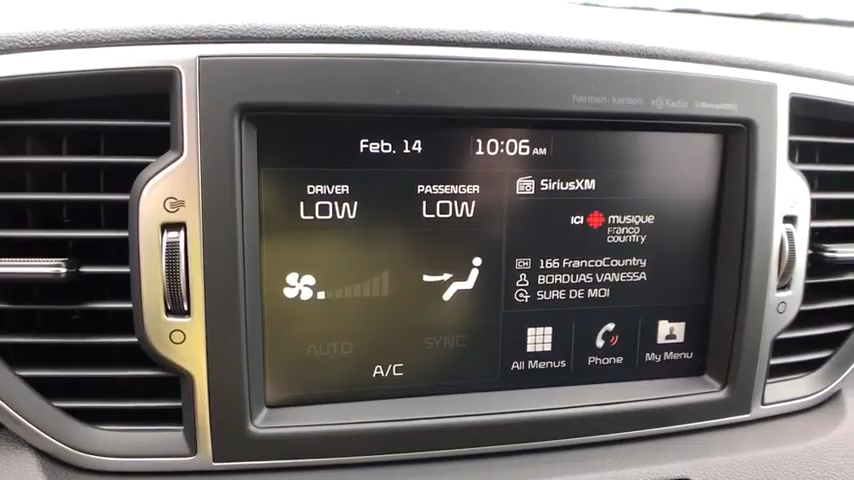 harman/kardon HD Radio SiriusXM
Feb. 14 10:06 AM
DRIVER
LOW
PASSENGER
LOW
AUTO
SYNC
A/C
SiriusXM
ICI musique
Franco
country
CH 166 FrancoCountry
BORDUAS VANESSA
SURE DE MOI
All Menus
Phone
My Menu